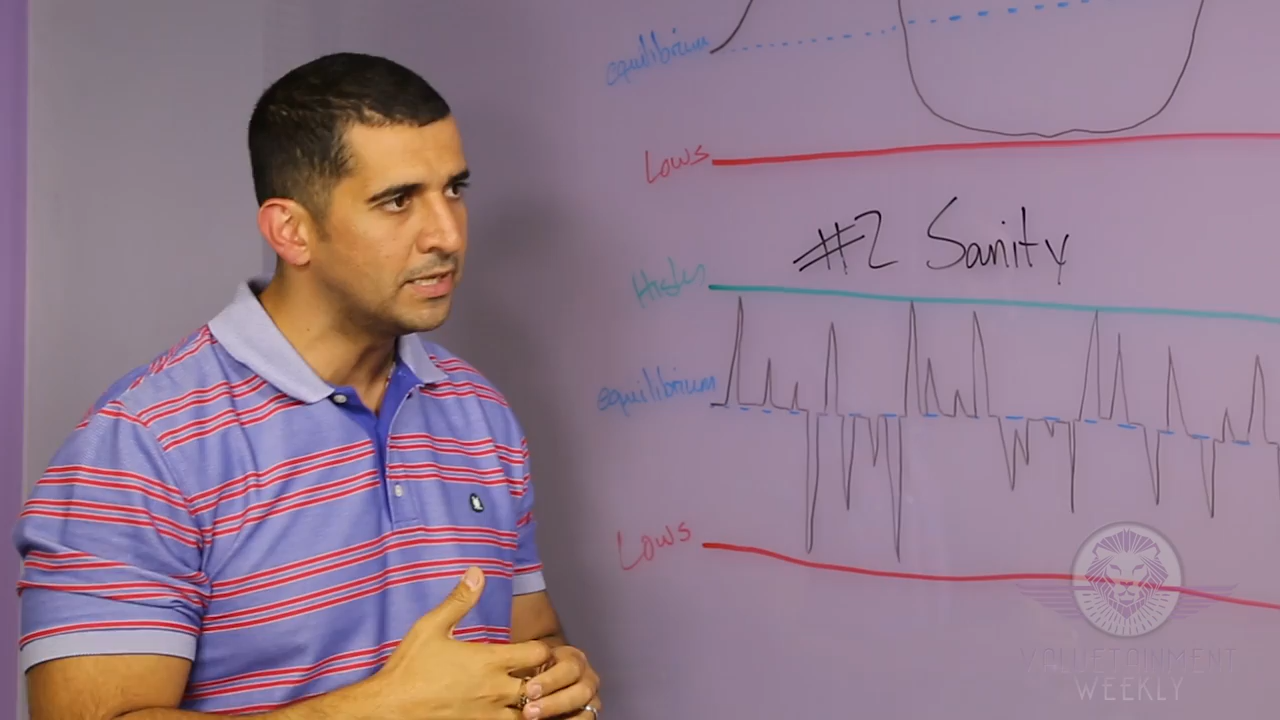 equilibrium
Lows
#2 Sanity
Highs
equilibrium
Lows
VALUETAINMENT
WEEKLY